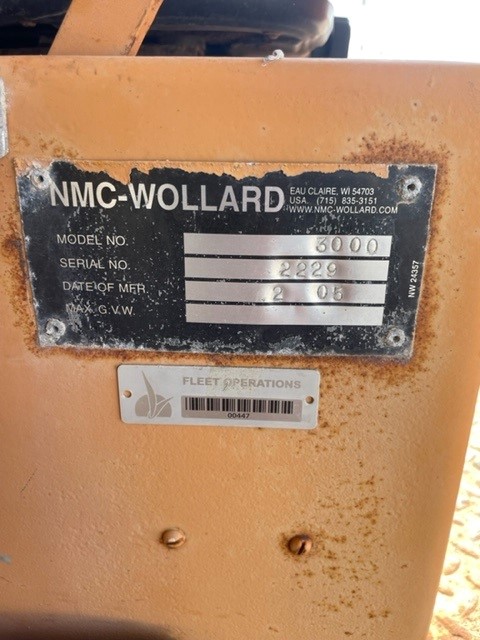 NMC-WOLLARD
EAU CLAIRE, WI 54703
USA. (715) 835-3151
WWW.NMC-WOLLARD.COM
MODEL NO. 3000
SERIAL NO. 2229
DATE OF MFR. 2 05
MAX. G.V.W.
NW 24357
FLEET OPERATIONS
00447